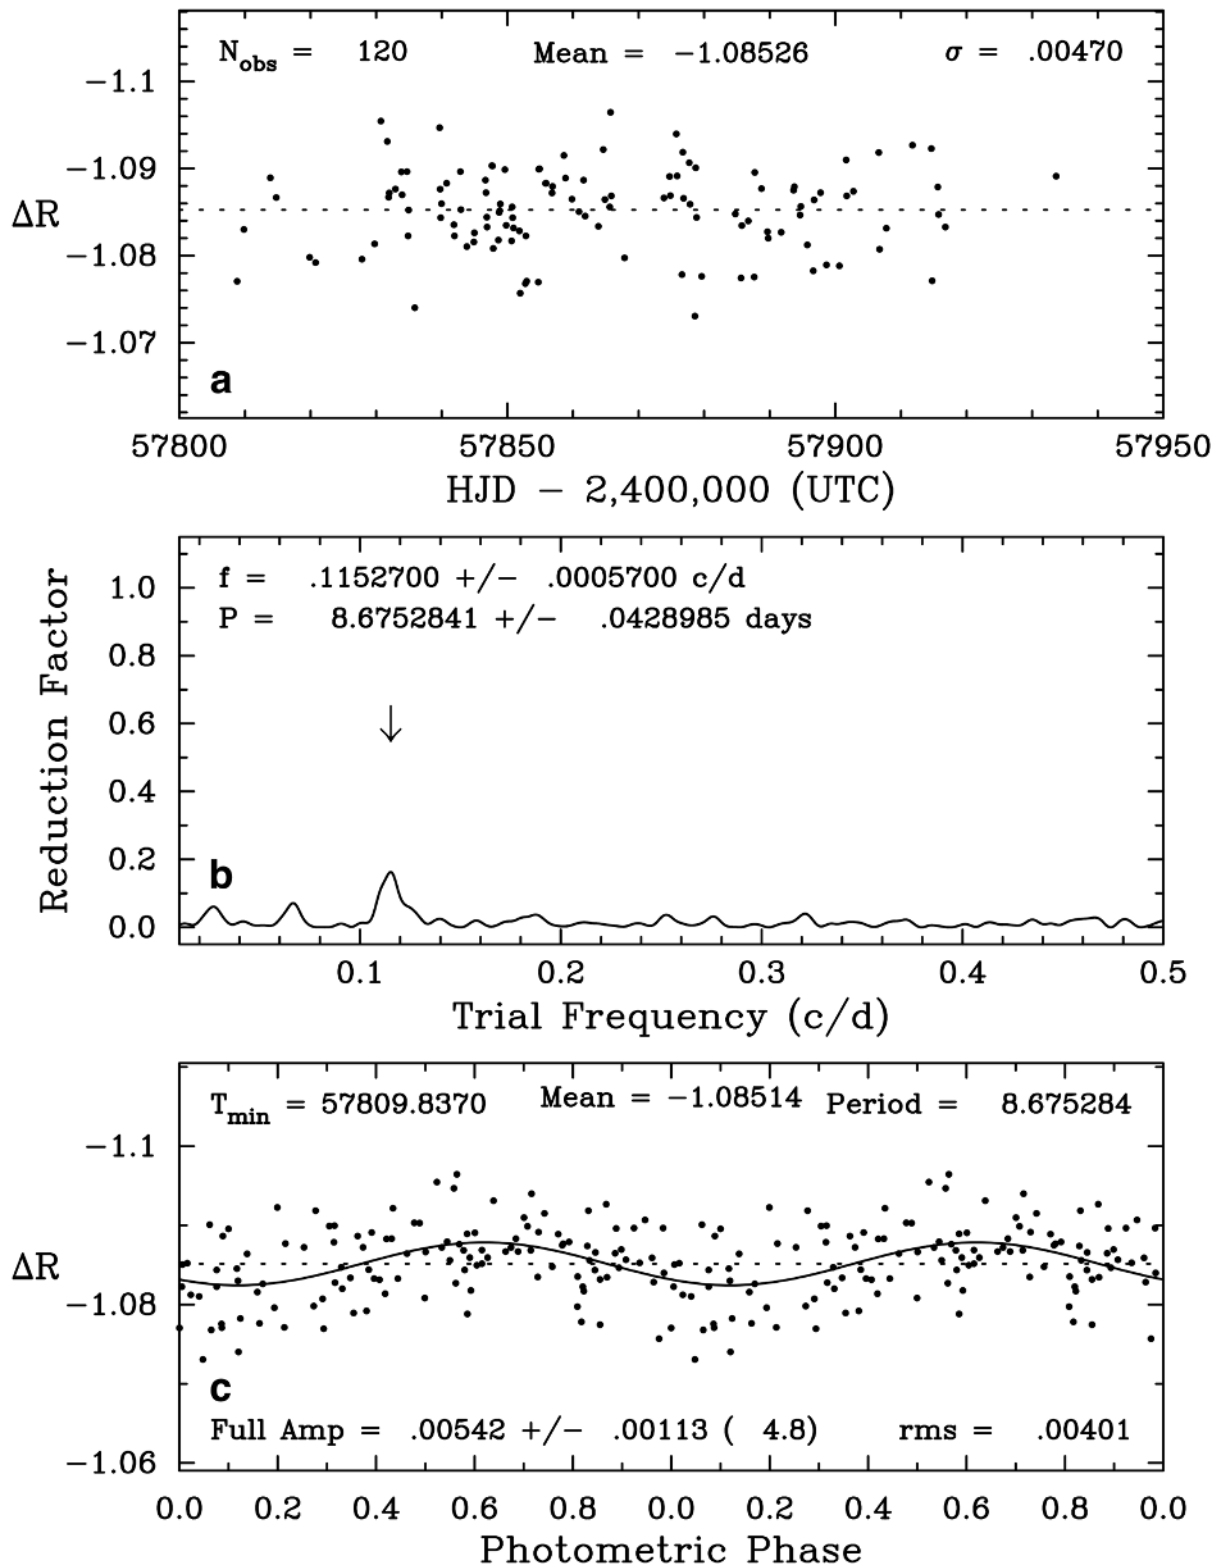 N_obs = 120 Mean = −1.08526 σ = .00470
−1.1
−1.09
ΔR
−1.08
−1.07
a
57800 57850 57900 57950
HJD − 2,400,000 (UTC)
f = .1152700 +/− .0005700 c/d
P = 8.6752841 +/− .0428985 days
Reduction Factor
1.0
0.8
0.6
0.4
0.2
b
0.0
0.1 0.2 0.3 0.4 0.5
Trial Frequency (c/d)
T_min = 57809.8370 Mean = −1.08514 Period = 8.675284
−1.1
ΔR
−1.08
c
Full Amp = .00542 +/− .00113 ( 4.8) rms = .00401
−1.06
0.0 0.2 0.4 0.6 0.8 0.0 0.2 0.4 0.6 0.8 0.0
Photometric Phase